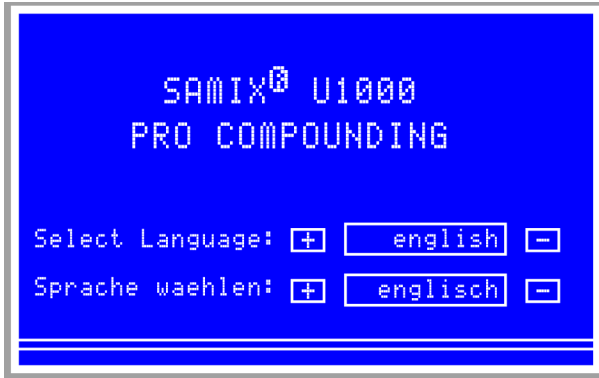 SAMIX® U1000
PRO COMPOUNDING
Select Language: + english -
Sprache waehlen: + englisch -